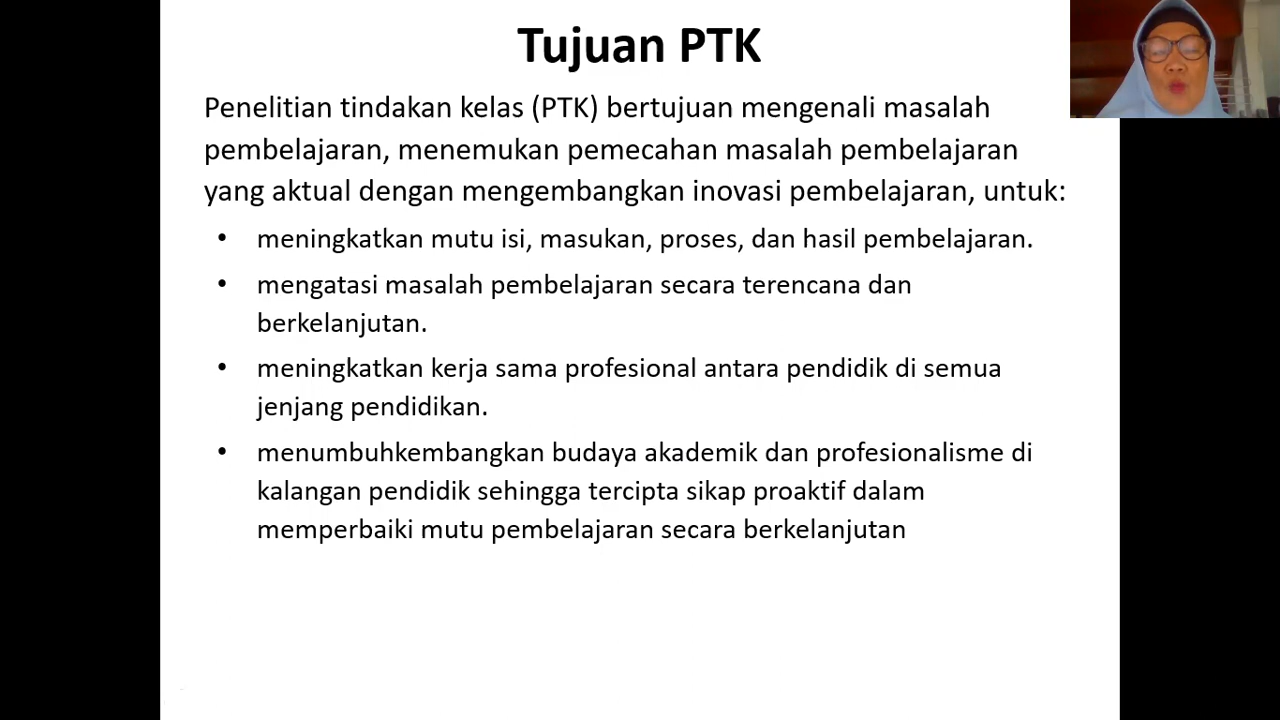 Tujuan PTK
Penelitian tindakan kelas (PTK) bertujuan mengenali masalah
pembelajaran, menemukan pemecahan masalah pembelajaran
yang aktual dengan mengembangkan inovasi pembelajaran, untuk:
• meningkatkan mutu isi, masukan, proses, dan hasil pembelajaran.
• mengatasi masalah pembelajaran secara terencana dan
berkelanjutan.
• meningkatkan kerja sama profesional antara pendidik di semua
jenjang pendidikan.
• menumbuhkembangkan budaya akademik dan profesionalisme di
kalangan pendidik sehingga tercipta sikap proaktif dalam
memperbaiki mutu pembelajaran secara berkelanjutan